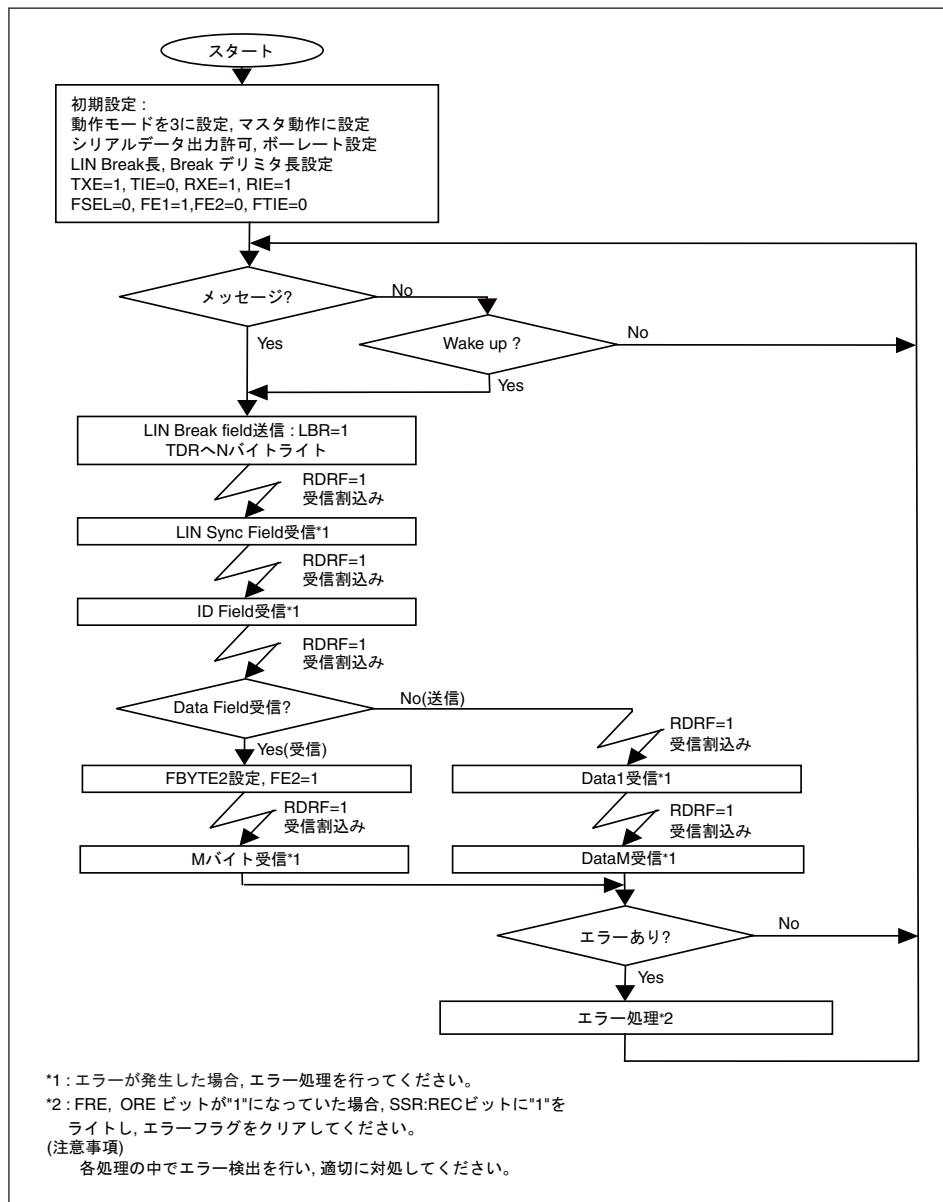 スタート
初期設定 :
動作モードを3に設定, マスタ動作に設定
シリアルデータ出力許可, ボーレート設定
LIN Break長, Break デリミタ長設定
TXE=1, TIE=0, RXE=1, RIE=1
FSEL=0, FE1=1,FE2=0, FTIE=0
メッセージ?
No
Wake up ?
No
Yes
Yes
LIN Break field送信 : LBR=1
TDRへNバイトライト
RDRF=1
受信割込み
LIN Sync Field受信*1
RDRF=1
受信割込み
ID Field受信*1
RDRF=1
受信割込み
Data Field受信?
No(送信)
RDRF=1
受信割込み
Yes(受信)
FBYTE2設定, FE2=1
Data1受信*1
RDRF=1
受信割込み
RDRF=1
受信割込み
Mバイト受信*1
DataM受信*1
エラーあり?
No
Yes
エラー処理*2
*1 : エラーが発生した場合, エラー処理を行ってください。
*2 : FRE, ORE ビットが"1"になっていた場合, SSR:RECビットに"1"を
ライトし, エラーフラグをクリアしてください。
(注意事項)
各処理の中でエラー検出を行い, 適切に対処してください。